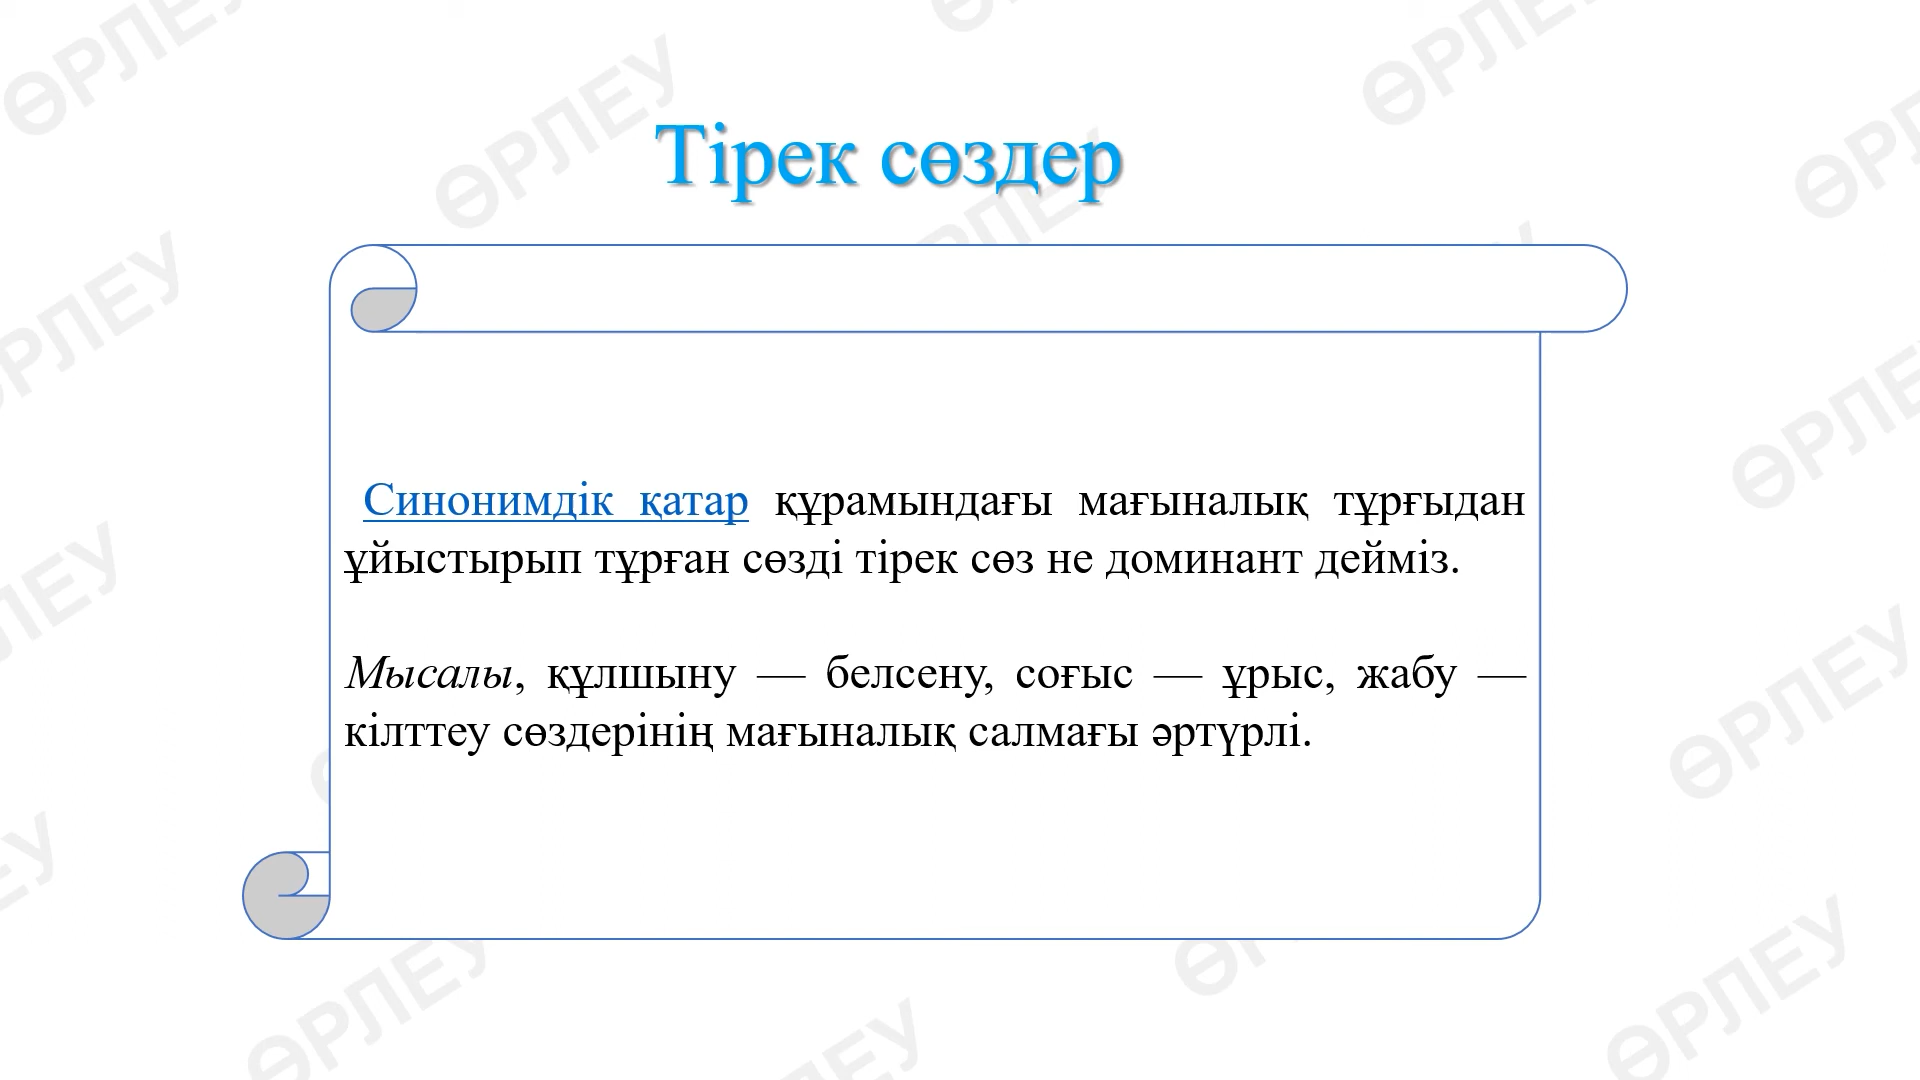 Тірек сөздер
Синонимдік қатар құрамындағы мағыналық тұрғыдан
ұйыстырып тұрған сөзді тірек сөз не доминант дейміз.
Мысалы, құлшыну — белсену, соғыс — ұрыс, жабу —
кілттеу сөздерінің мағыналық салмағы әртүрлі.
ӨРЛЕУ